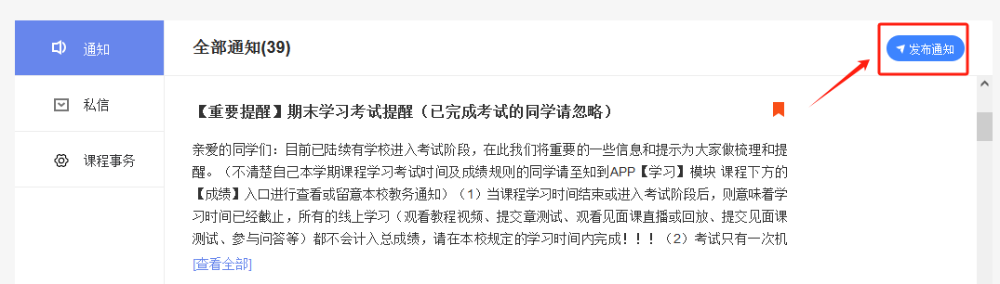 通知
全部通知(39)
发布通知
私信
课程事务
【重要提醒】期末学习考试提醒（已完成考试的同学请忽略）
亲爱的同学们：目前已陆续有学校进入考试阶段，在此我们将重要的一些信息和提示为大家做梳理和提
醒。（不清楚自己本学期课程学习考试时间及成绩规则的同学请至知到APP【学习】模块 课程下方的
【成绩】入口进行查看或留意本校教务通知）（1）当课程学习时间结束或进入考试阶段后，则意味着学
习时间已经截止，所有的线上学习（观看教程视频、提交章测试、观看见面课直播或回放、提交见面课
测试、参与问答等）都不会计入总成绩，请在本校规定的学习时间内完成！！！（2）考试只有一次机
[查看全部]